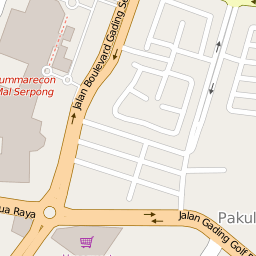 Jalan Boulevard Gading Se
Summarecon
Mal Serpong
ua Raya
Jalan Gading Golf B
Pakul